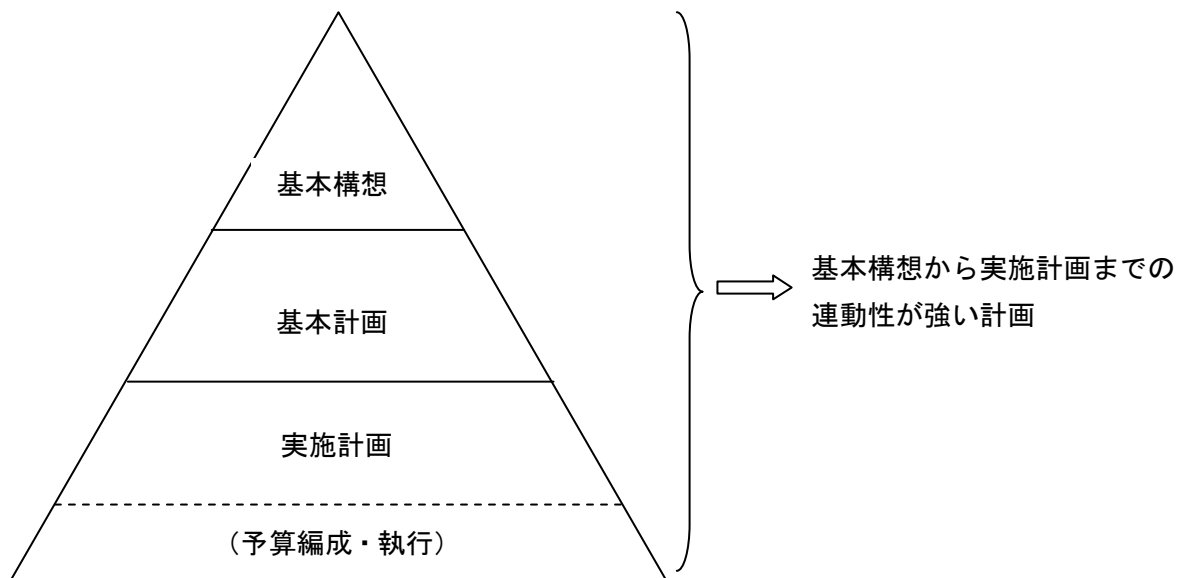 基本構想
基本計画
実施計画
（予算編成・執行）
基本構想から実施計画までの
連動性が強い計画